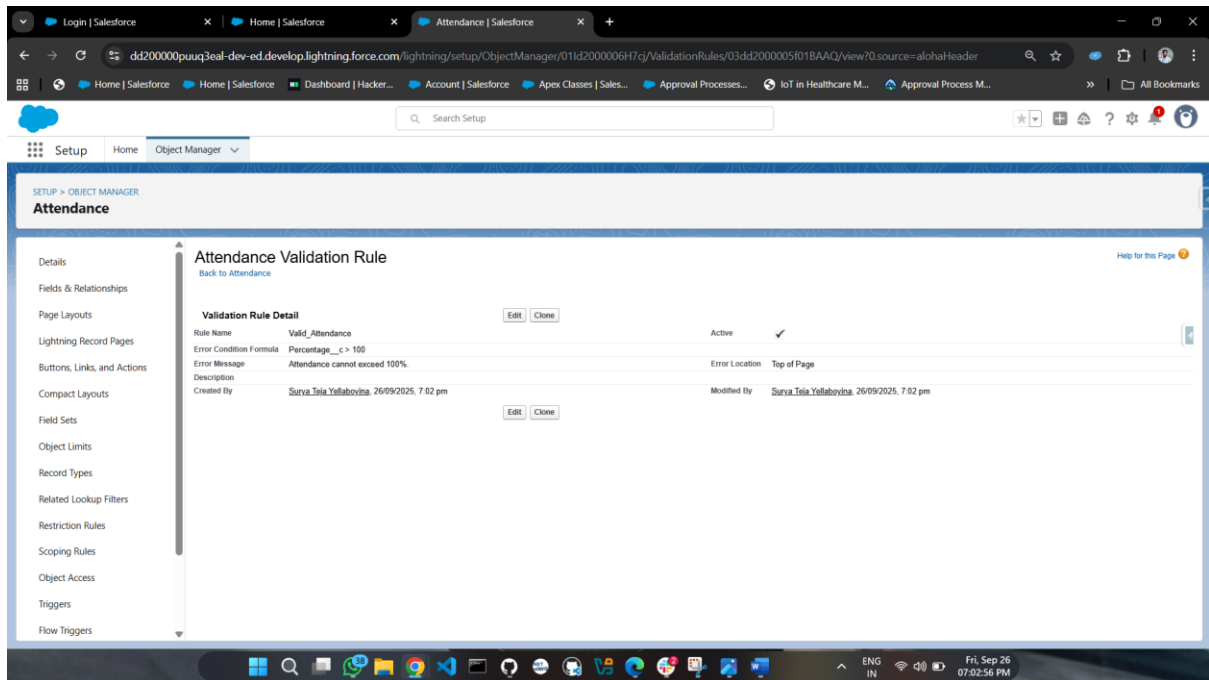 Login | Salesforce
Home | Salesforce
Attendance | Salesforce
dd200000puuq3eal-dev-ed.develop.lightning.force.com/lightning/setup/ObjectManager/01Id2000006H7cj/ValidationRules/03dd2000005f01BAAQ/view?0.source=alohaHeader
Home | Salesforce Home | Salesforce Dashboard | Hacker... Account | Salesforce Apex Classes | Sales... Approval Processes... IoT in Healthcare M... Approval Process M... » All Bookmarks
Search Setup
1
Setup Home Object Manager
SETUP > OBJECT MANAGER
Attendance
Details
Fields & Relationships
Page Layouts
Lightning Record Pages
Buttons, Links, and Actions
Compact Layouts
Field Sets
Object Limits
Record Types
Related Lookup Filters
Restriction Rules
Scoping Rules
Object Access
Triggers
Flow Triggers
Attendance Validation Rule
Back to Attendance
Help for this Page
Validation Rule Detail Edit Clone
Rule Name Valid_Attendance Active ✓
Error Condition Formula Percentage__c > 100
Error Message Attendance cannot exceed 100%. Error Location Top of Page
Description
Created By Surya Teja Yellaboyina, 26/09/2025, 7:02 pm Modified By Surya Teja Yellaboyina, 26/09/2025, 7:02 pm
Edit Clone
38
ENG
IN
Fri, Sep 26
07:02:56 PM